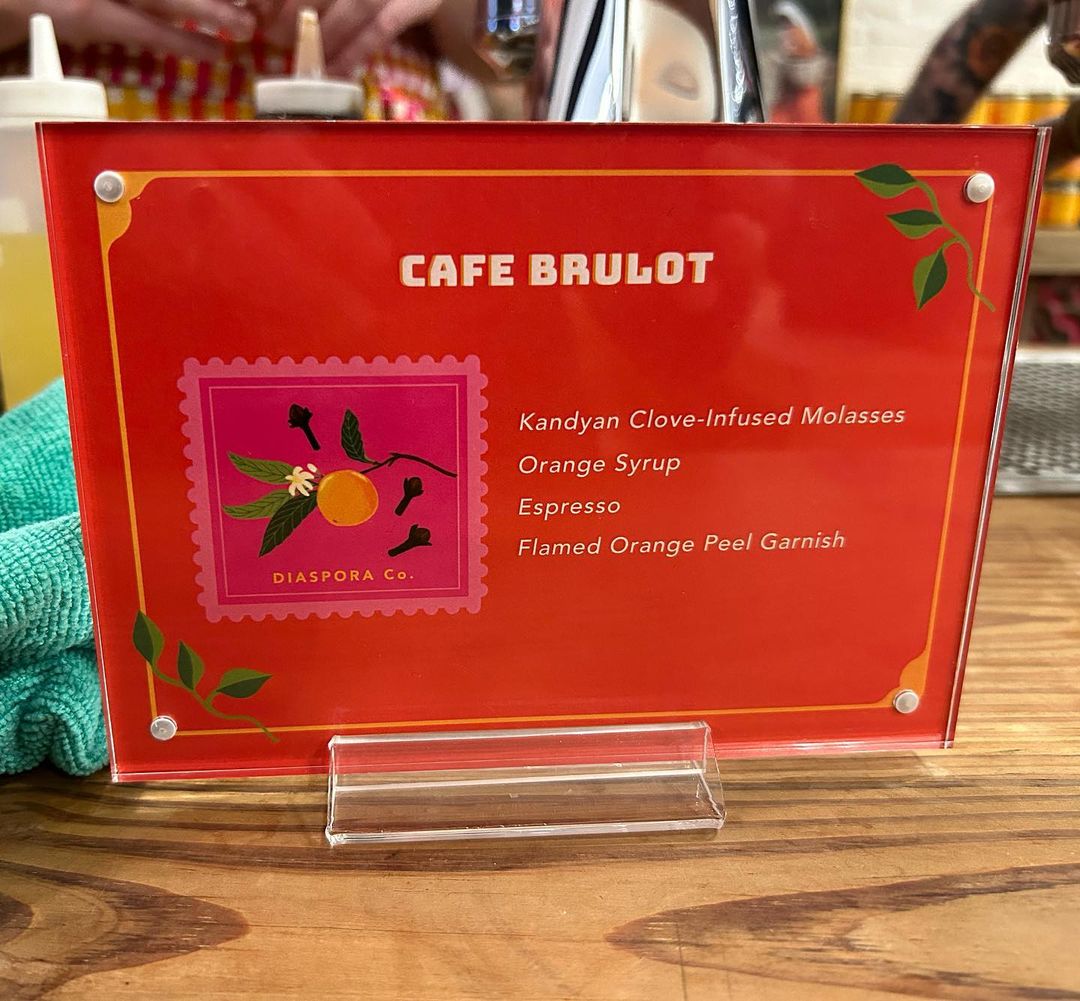 CAFE BRULOT
Kandyan Clove-Infused Molasses
Orange Syrup
Espresso
Flamed Orange Peel Garnish
DIASPORA Co.